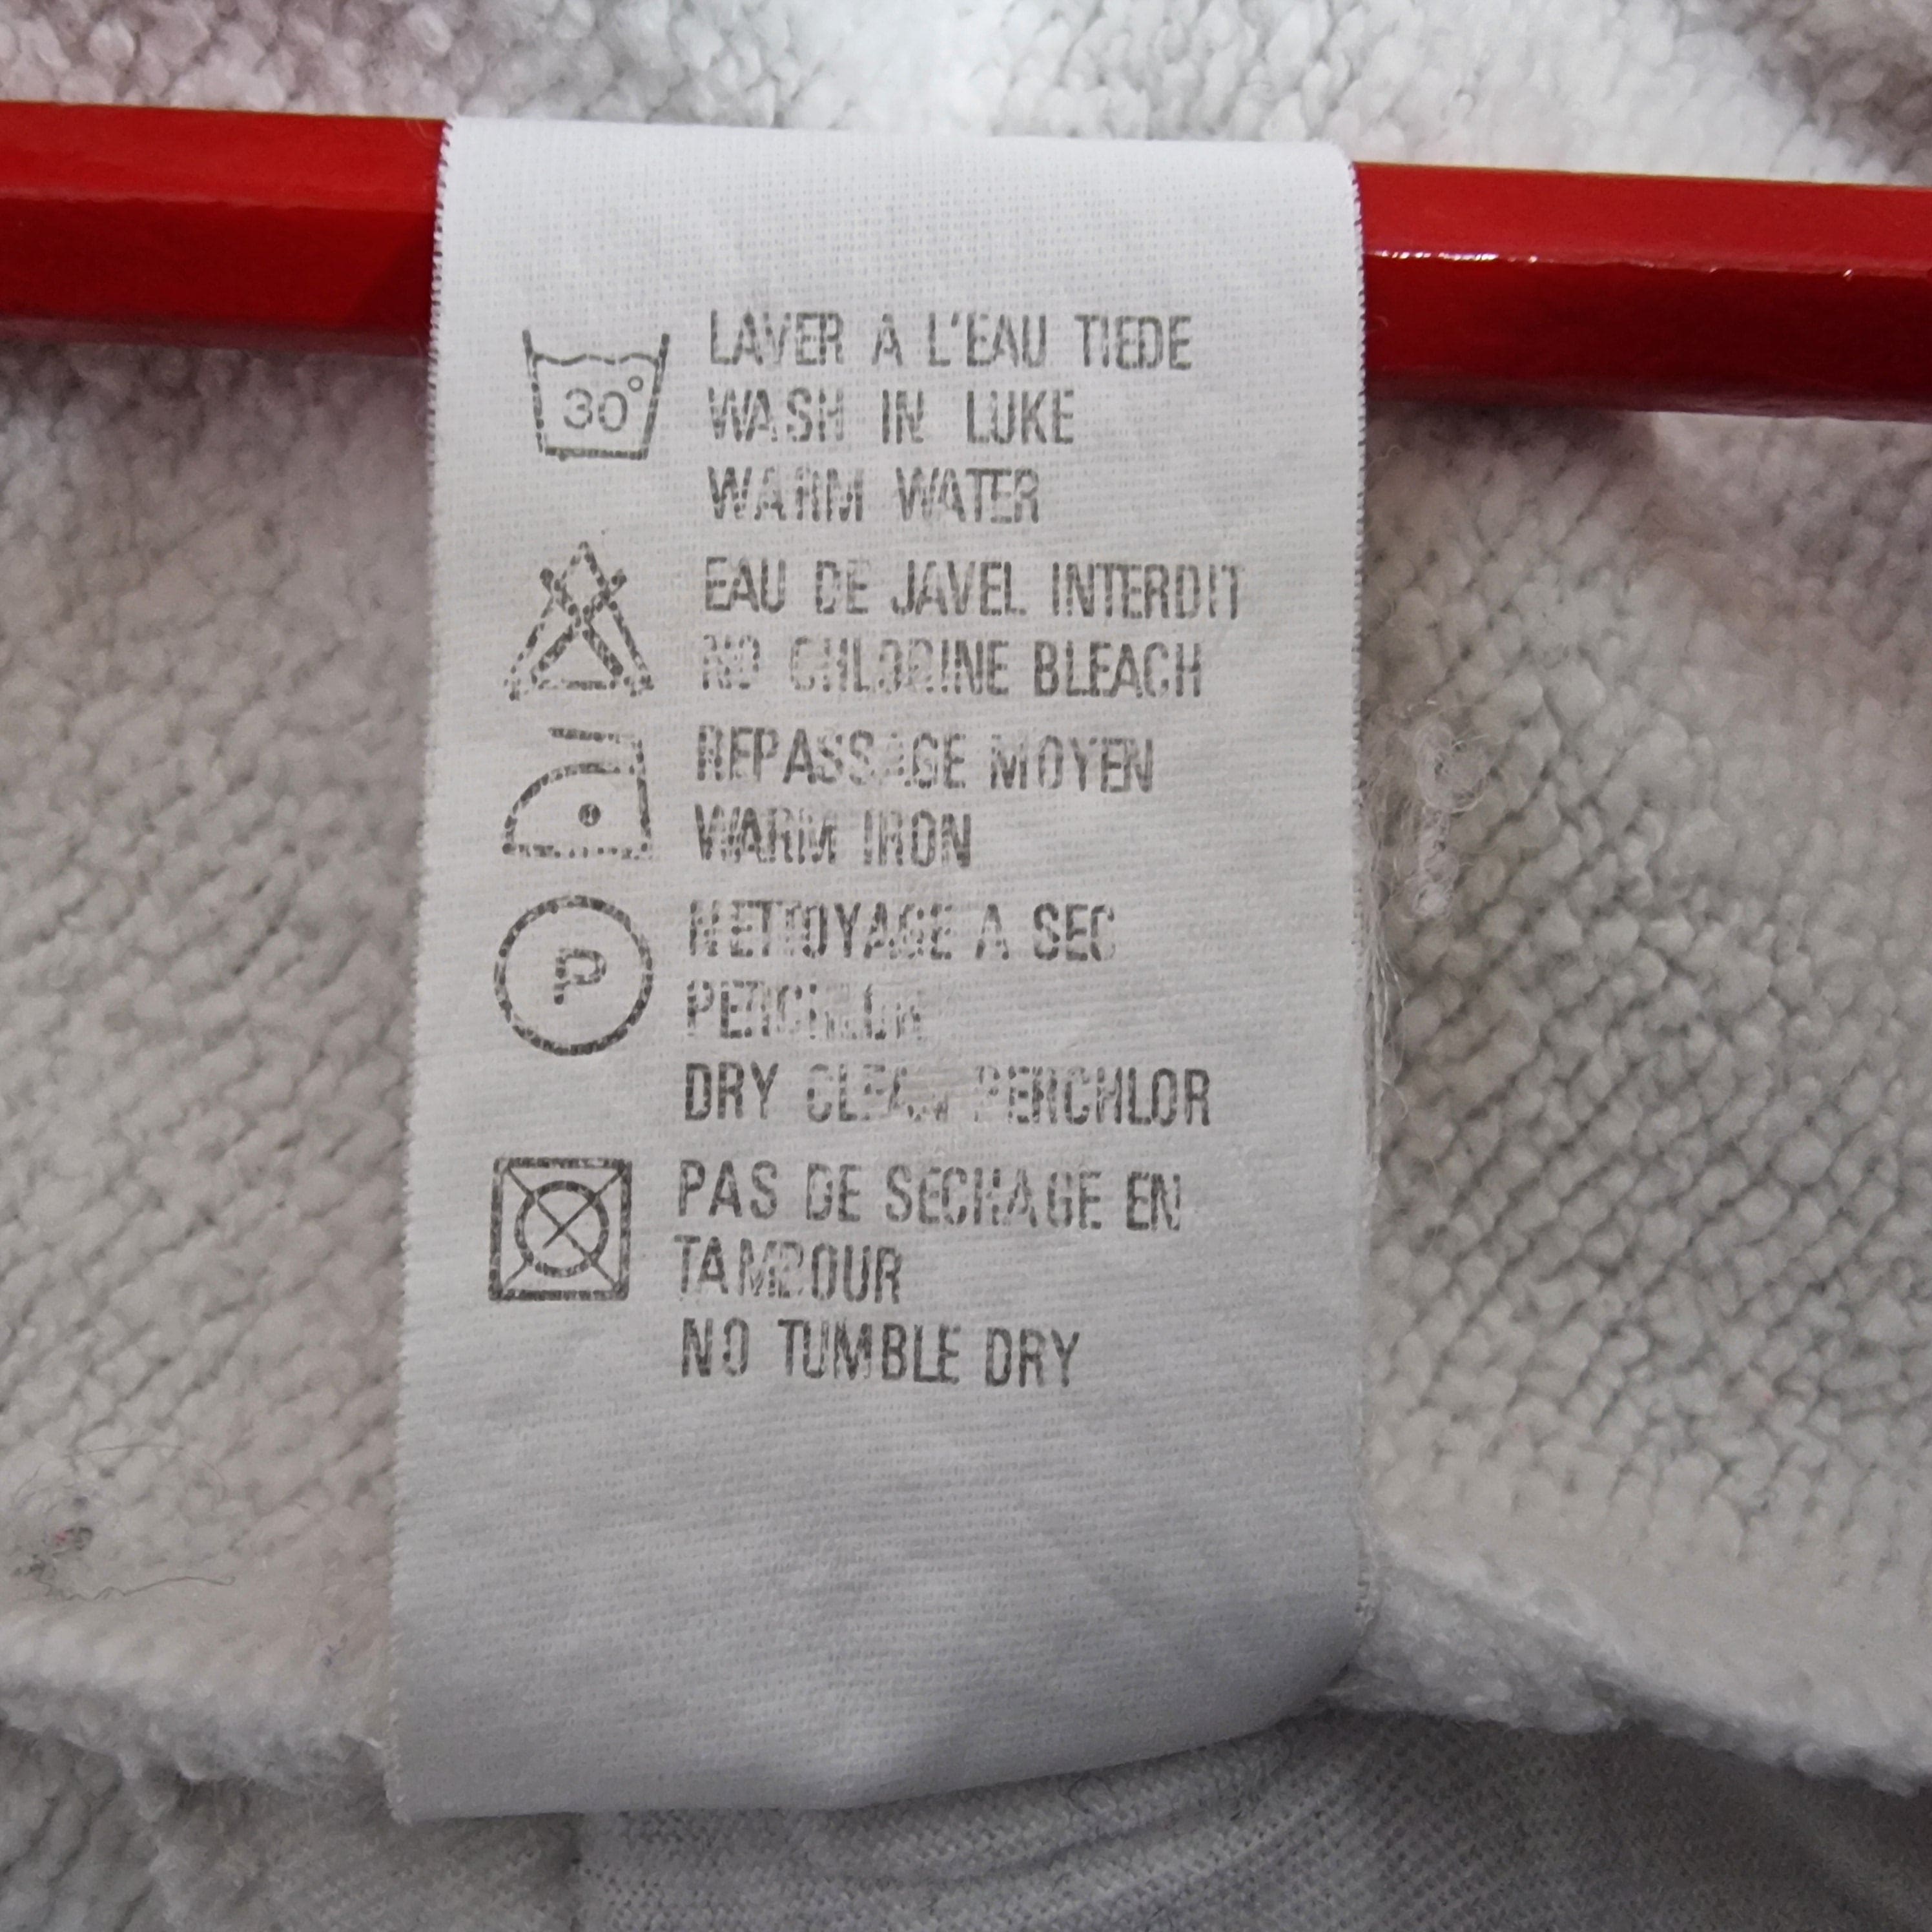 30°
LAVER A L'EAU TIEDE
WASH IN LUKE
WARM WATER
EAU DE JAVEL INTERDIT
NO CHLORINE BLEACH
REPASSAGE MOYEN
WARM IRON
P
NETTOYAGE A SEC
PERCHLOR
DRY CLEAN PERCHLOR
PAS DE SECHAGE EN
TAMBOUR
NO TUMBLE DRY